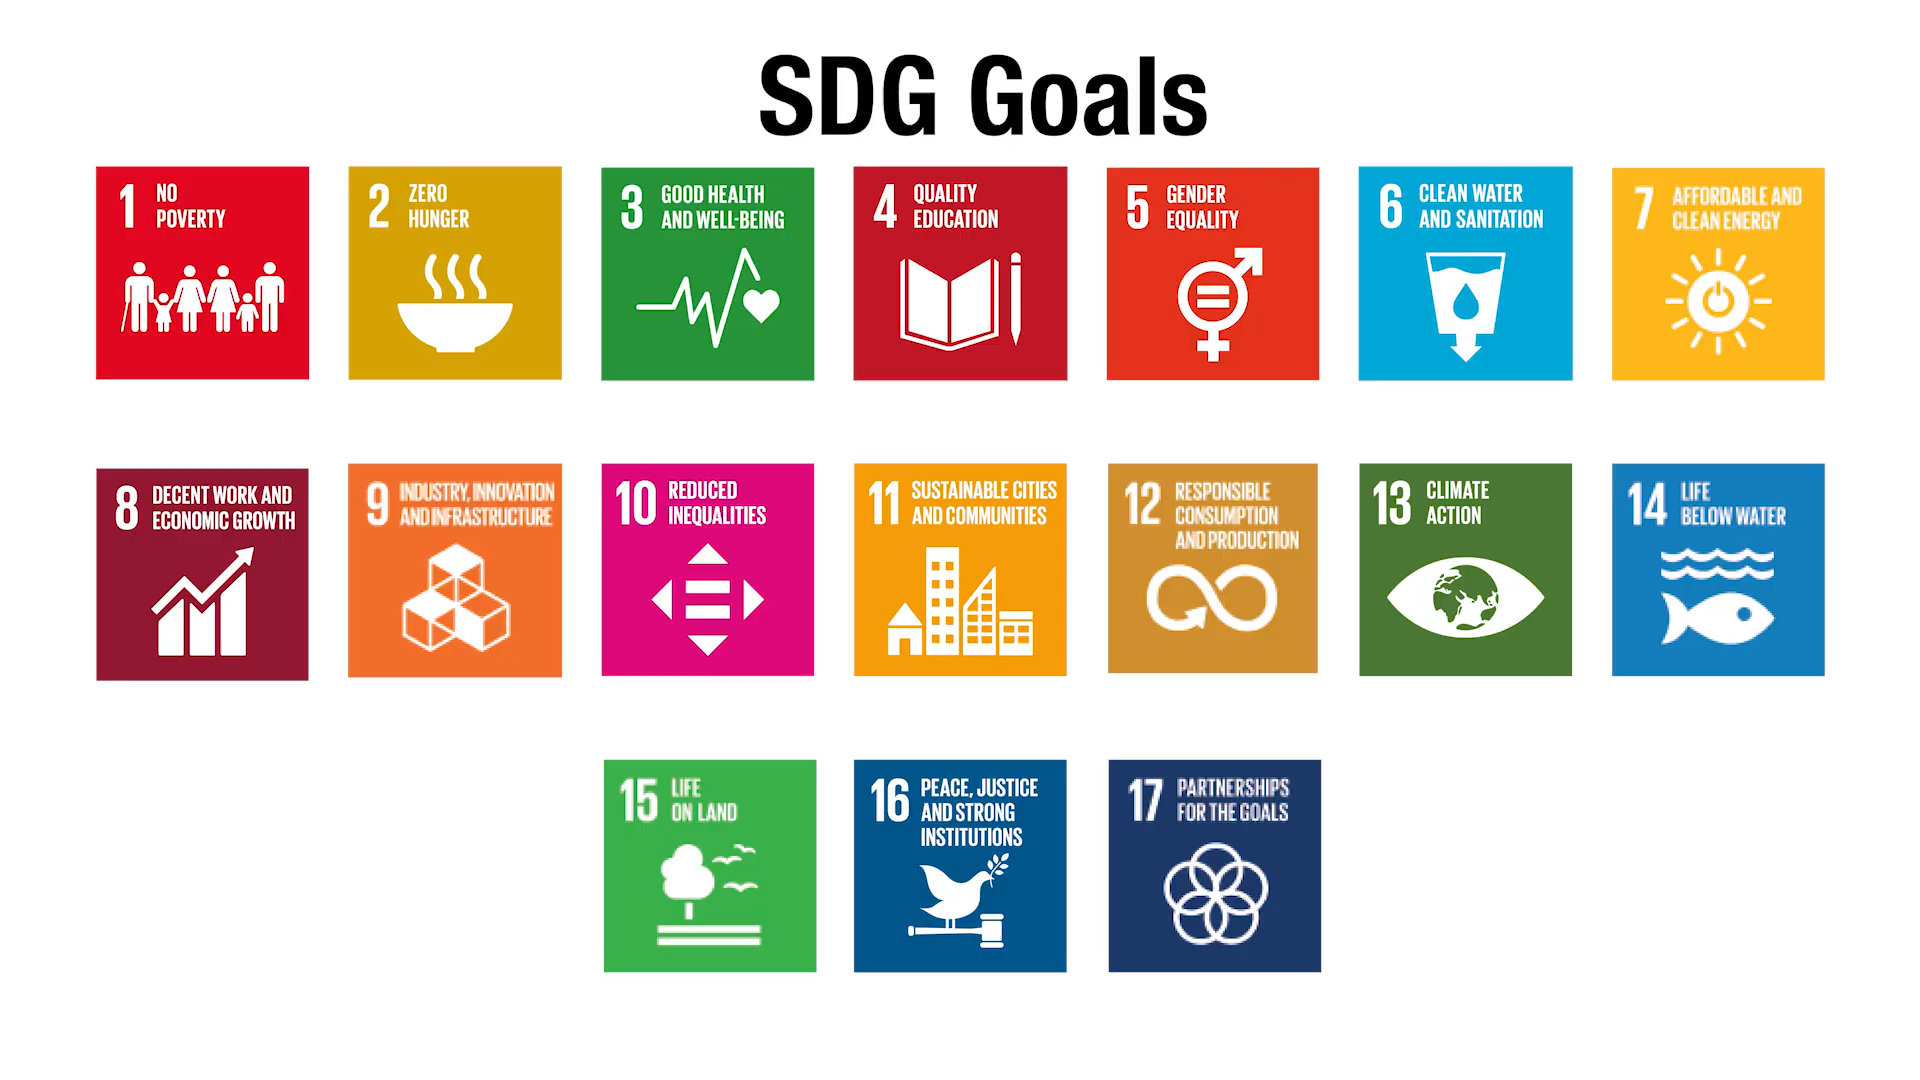 SDG Goals
1 NO
POVERTY
2 ZERO
HUNGER
3 GOOD HEALTH
AND WELL-BEING
4 QUALITY
EDUCATION
5 GENDER
EQUALITY
6 CLEAN WATER
AND SANITATION
7 AFFORDABLE AND
CLEAN ENERGY
8 DECENT WORK AND
ECONOMIC GROWTH
9 INDUSTRY, INNOVATION
AND INFRASTRUCTURE
10 REDUCED
INEQUALITIES
11 SUSTAINABLE CITIES
AND COMMUNITIES
12 RESPONSIBLE
CONSUMPTION
AND PRODUCTION
13 CLIMATE
ACTION
14 LIFE
BELOW WATER
15 LIFE
ON LAND
16 PEACE, JUSTICE
AND STRONG
INSTITUTIONS
17 PARTNERSHIPS
FOR THE GOALS